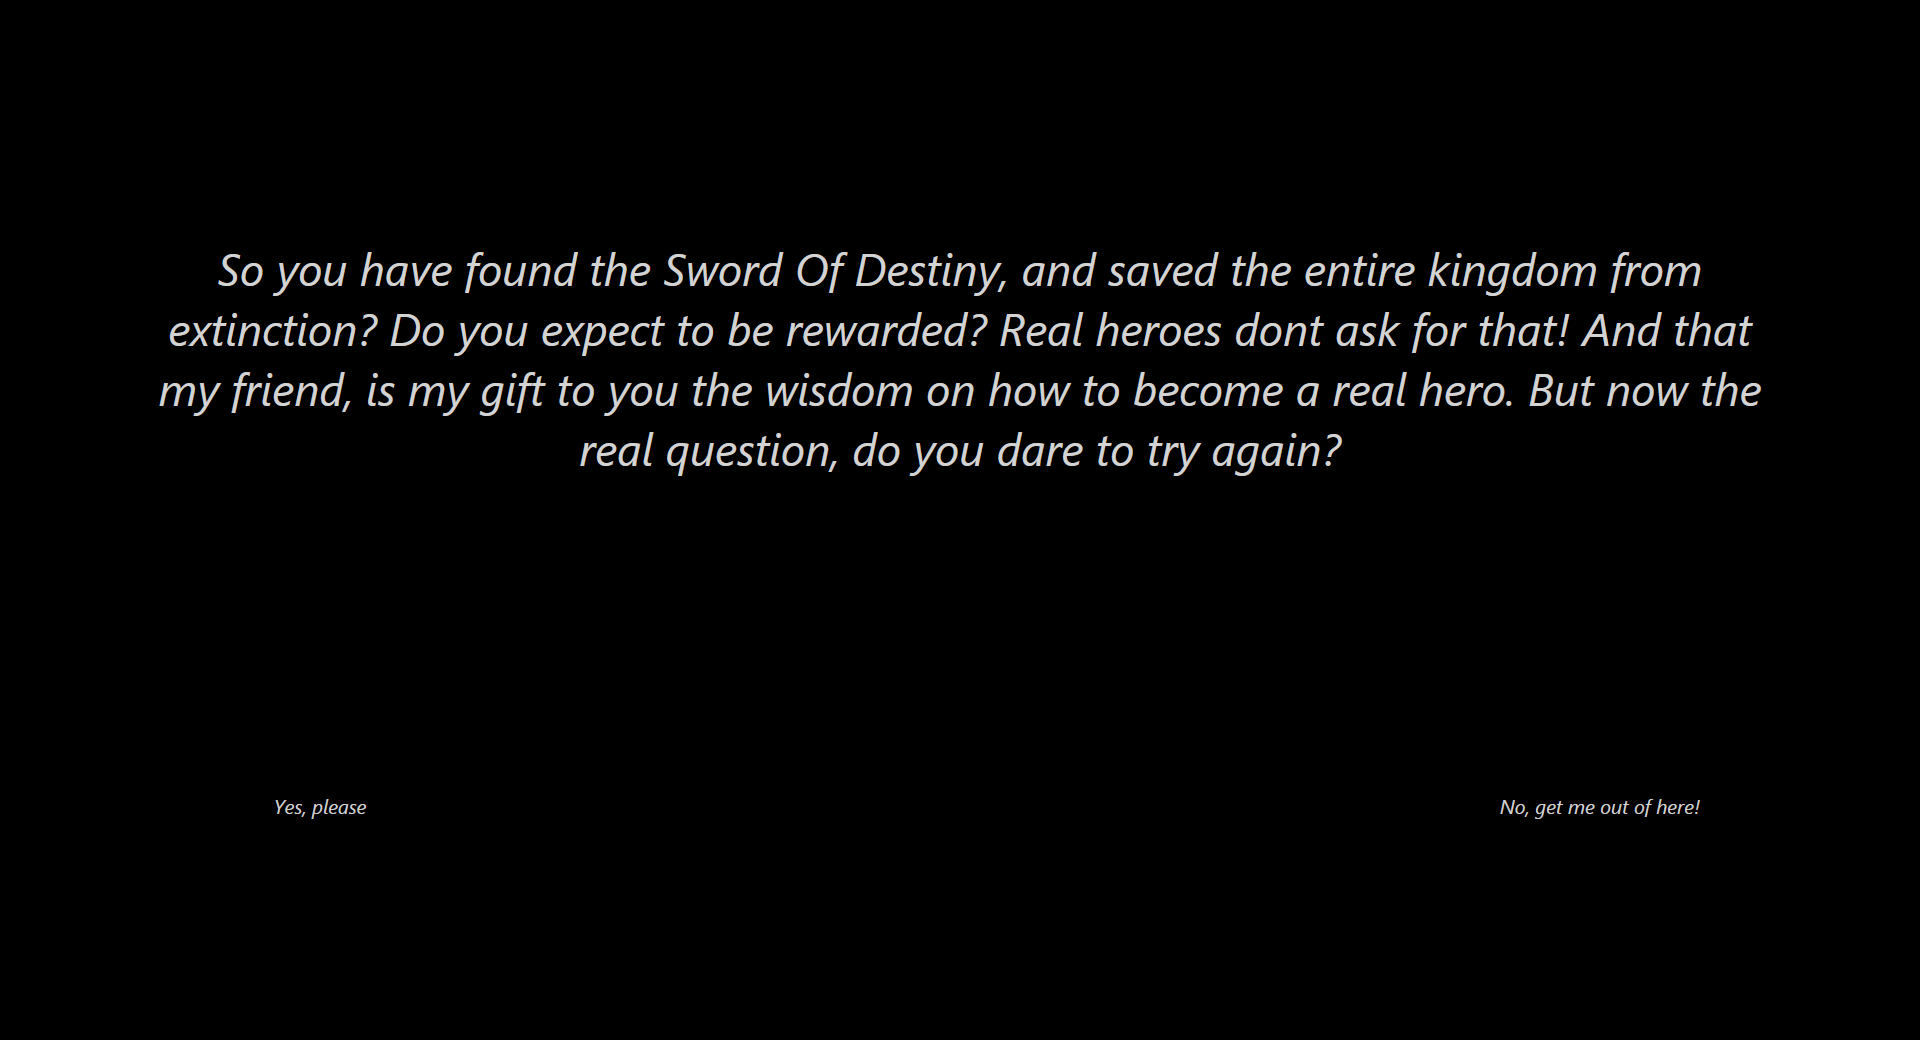 So you have found the Sword Of Destiny, and saved the entire kingdom from
extinction? Do you expect to be rewarded? Real heroes dont ask for that! And that
my friend, is my gift to you the wisdom on how to become a real hero. But now the
real question, do you dare to try again?
Yes, please
No, get me out of here!